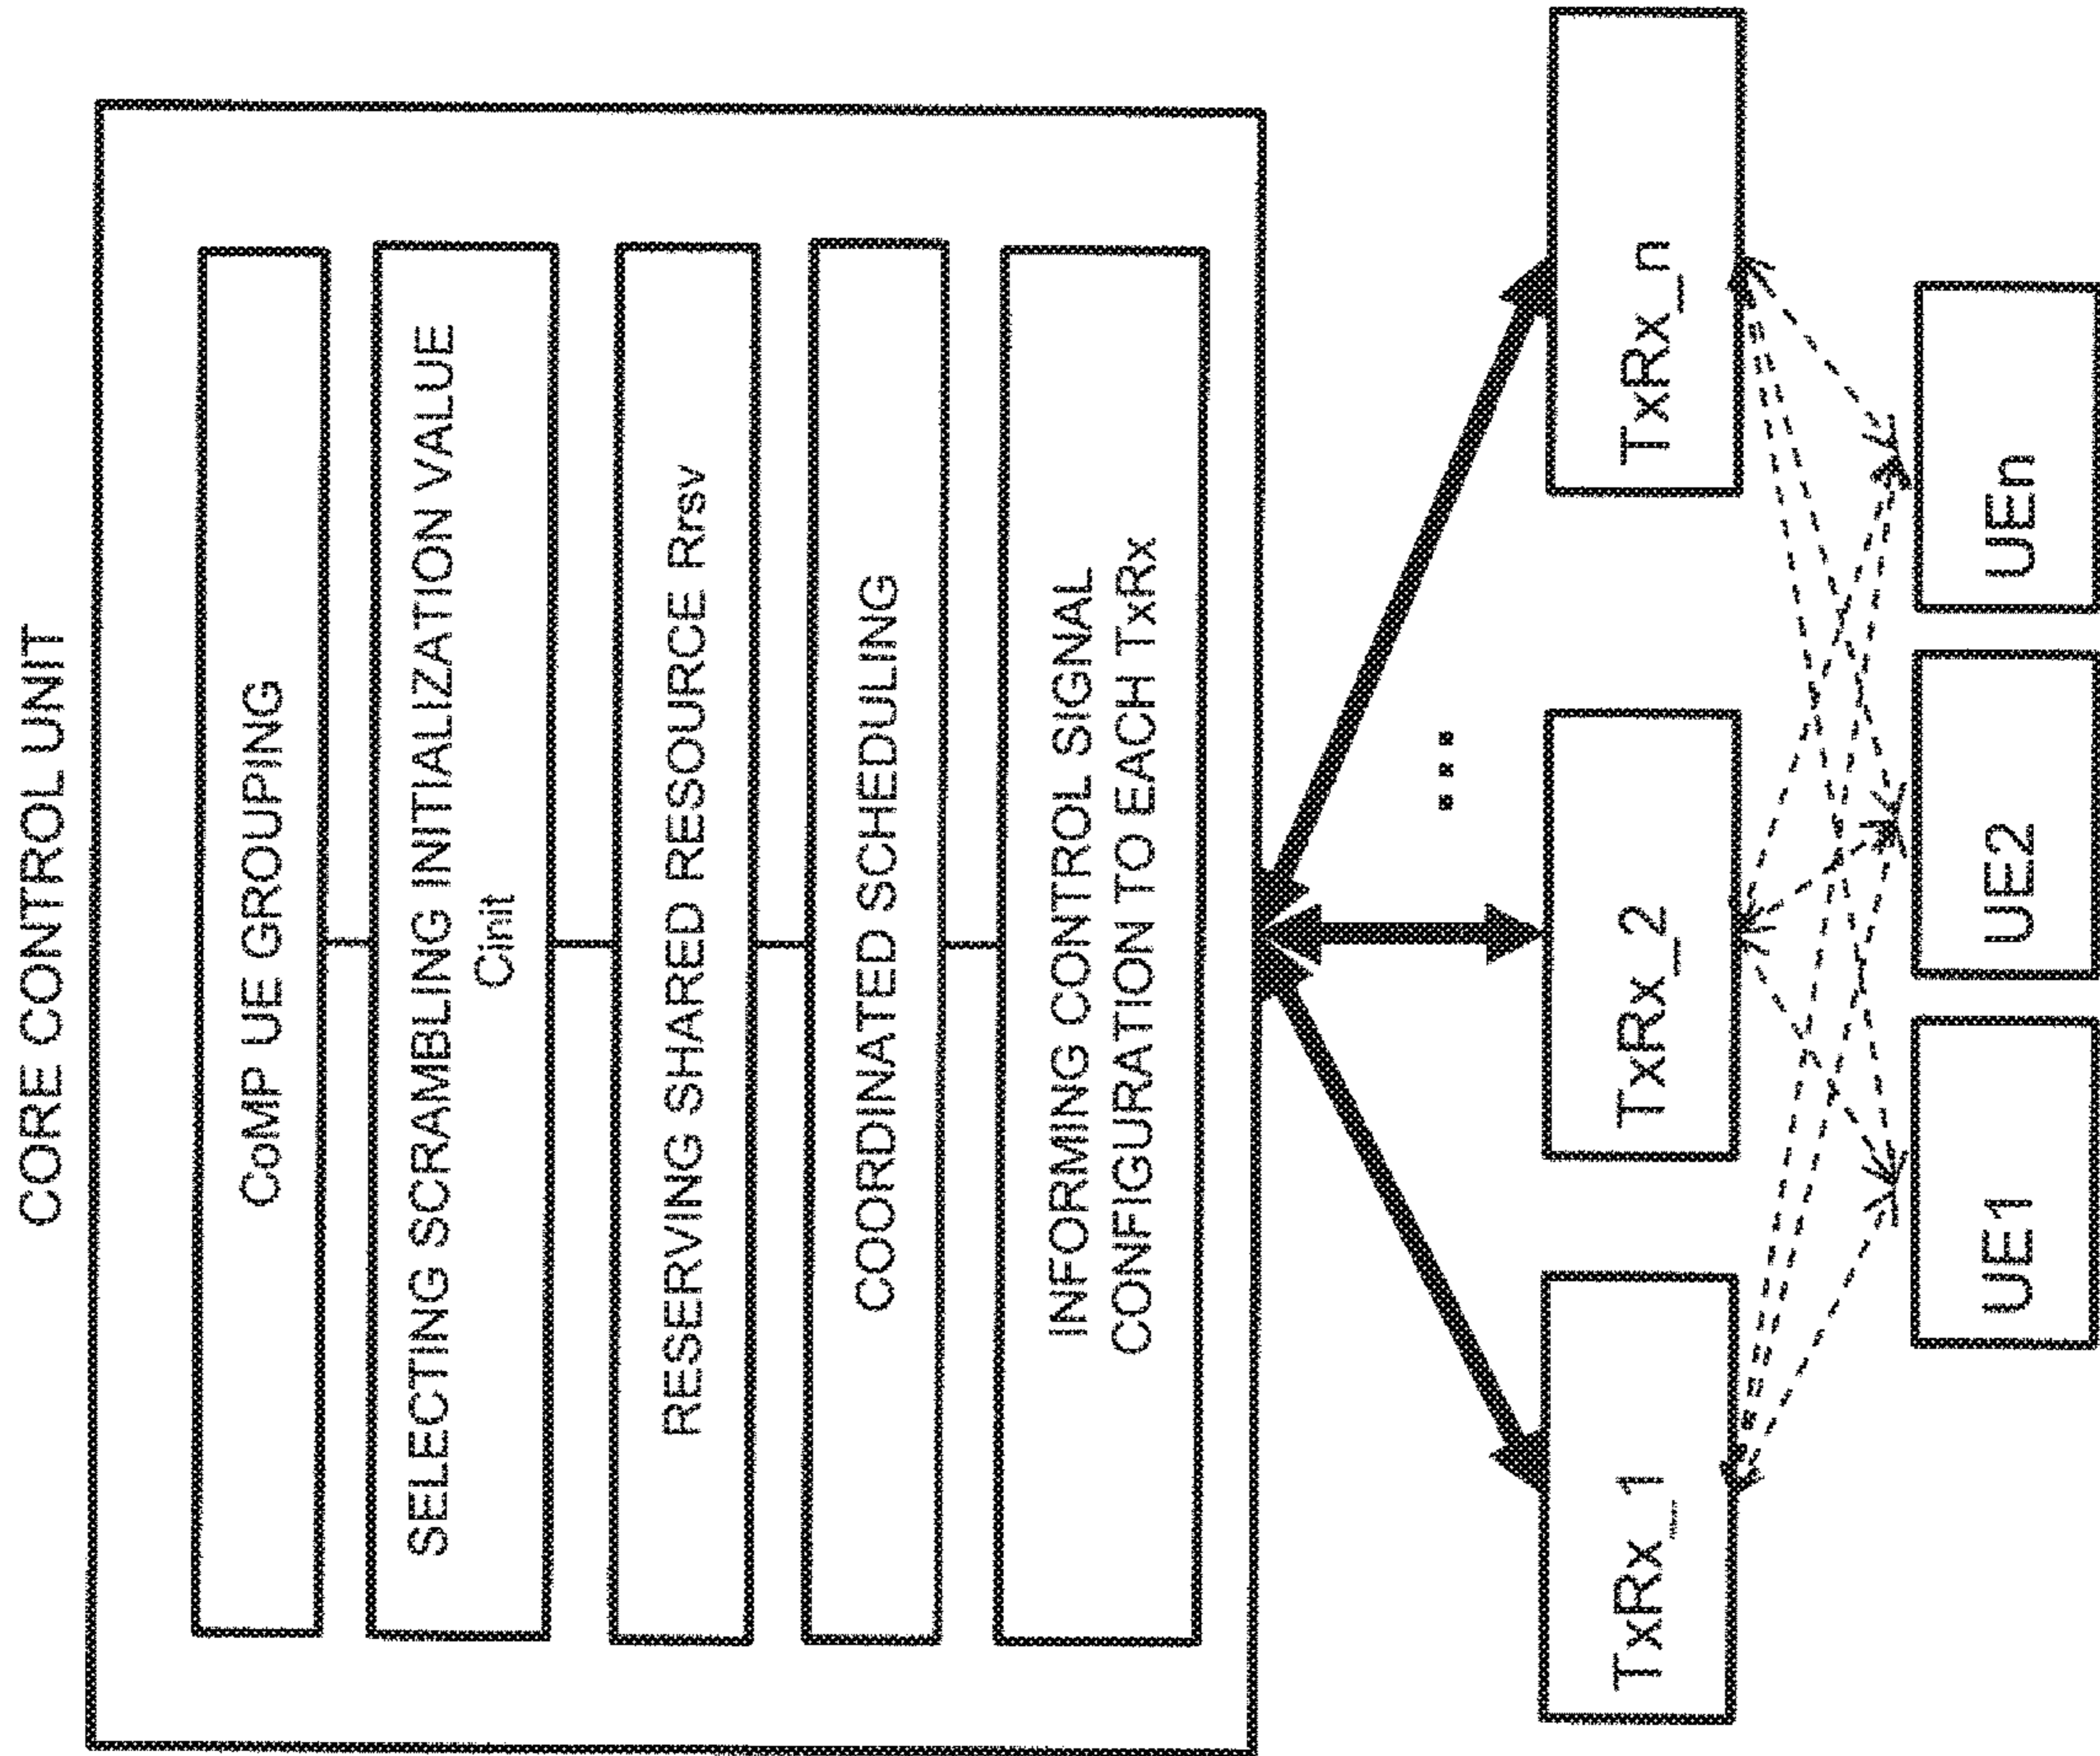 CORE CONTROL UNIT
CoMP UE GROUPING
SELECTING SCRAMBLING INITIALIZATION VALUE
Cinit
RESERVING SHARED RESOURCE Rrsv
COORDINATED SCHEDULING
INFORMING CONTROL SIGNAL
CONFIGURATION TO EACH TxRx
...
TxRx_1
TxRx_2
TxRx_n
UE1
UE2
UEn